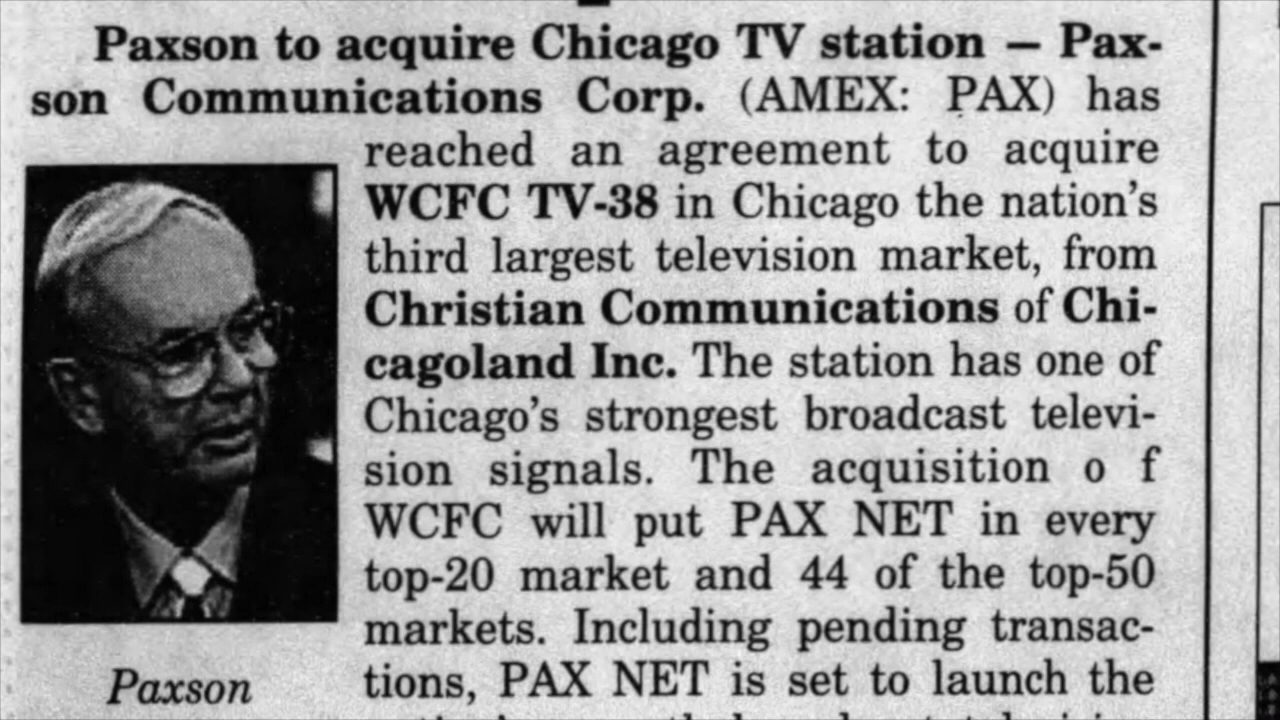 Paxson to acquire Chicago TV station — Pax-
son Communications Corp. (AMEX: PAX) has
reached an agreement to acquire
WCFC TV-38 in Chicago the nation's
third largest television market, from
Christian Communications of Chi-
cagoland Inc. The station has one of
Chicago's strongest broadcast televi-
sion signals. The acquisition o f
WCFC will put PAX NET in every
top-20 market and 44 of the top-50
markets. Including pending transac-
tions, PAX NET is set to launch the
Paxson